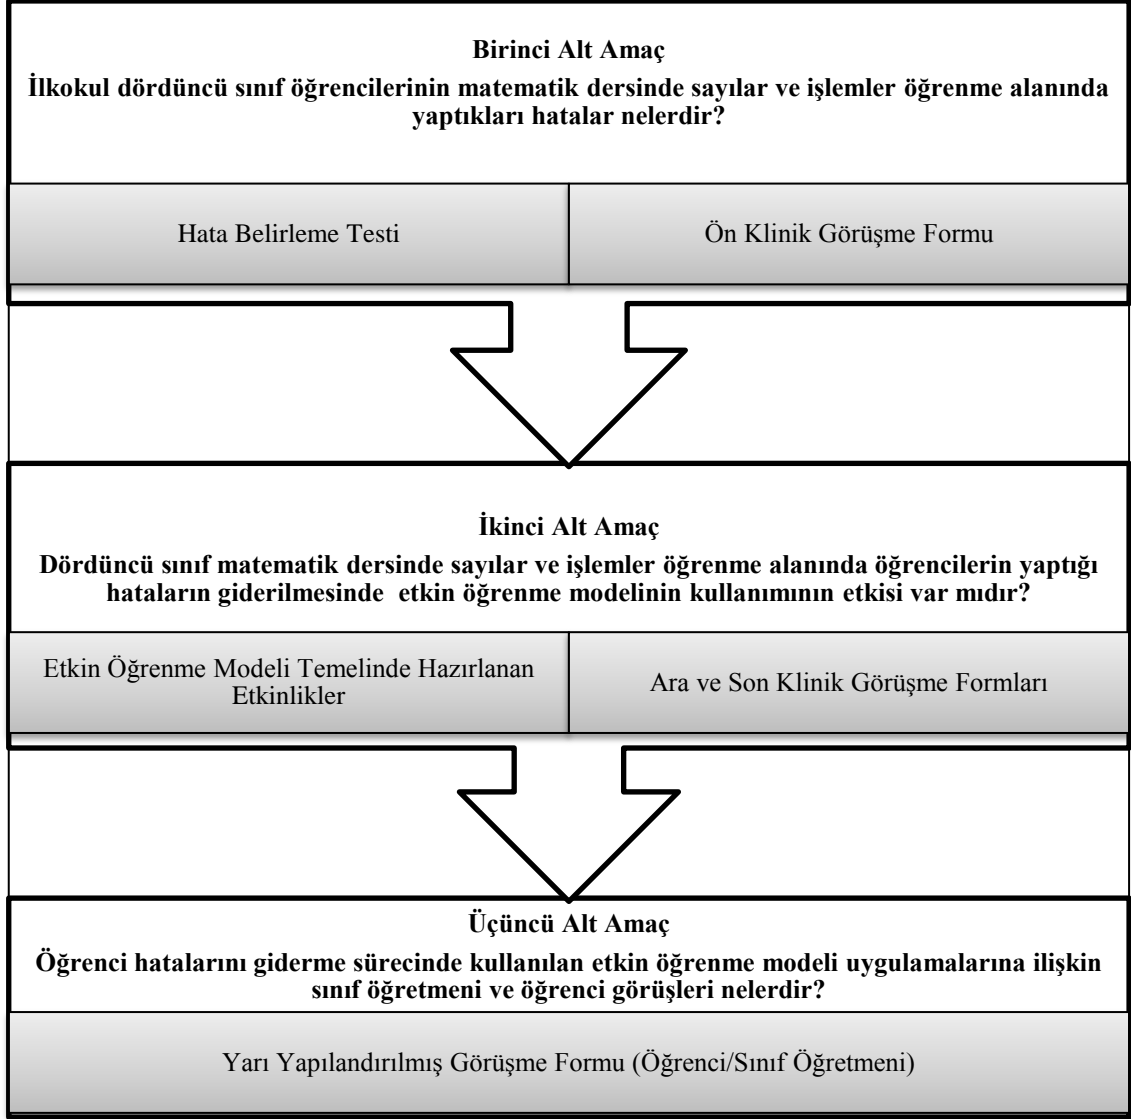 Birinci Alt Amaç
İlkokul dördüncü sınıf öğrencilerinin matematik dersinde sayılar ve işlemler öğrenme alanında
yaptıkları hatalar nelerdir?
Hata Belirleme Testi
Ön Klinik Görüşme Formu
İkinci Alt Amaç
Dördüncü sınıf matematik dersinde sayılar ve işlemler öğrenme alanında öğrencilerin yaptığı
hataların giderilmesinde etkin öğrenme modelinin kullanımının etkisi var mıdır?
Etkin Öğrenme Modeli Temelinde Hazırlanan
Etkinlikler
Ara ve Son Klinik Görüşme Formları
Üçüncü Alt Amaç
Öğrenci hatalarını giderme sürecinde kullanılan etkin öğrenme modeli uygulamalarına ilişkin
sınıf öğretmeni ve öğrenci görüşleri nelerdir?
Yarı Yapılandırılmış Görüşme Formu (Öğrenci/Sınıf Öğretmeni)